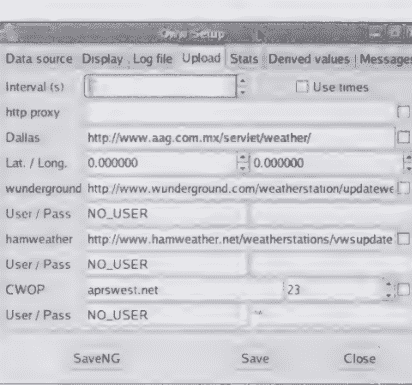 Oww Setup
Data source Display Log file Upload Stats Derived values Messages
Interval (s) Use times
http proxy
Dallas http://www.aag.com.mx/servlet/weather/
Lat. / Long. 0.000000 0.000000
wunderground http://www.wunderground.com/weatherstation/updatewe
User / Pass NO_USER
hamweather http://www.hamweather.net/weatherstations/vwsupdate
User / Pass NO_USER
CWOP aprswest.net 23
User / Pass NO_USER
SaveNG Save Close